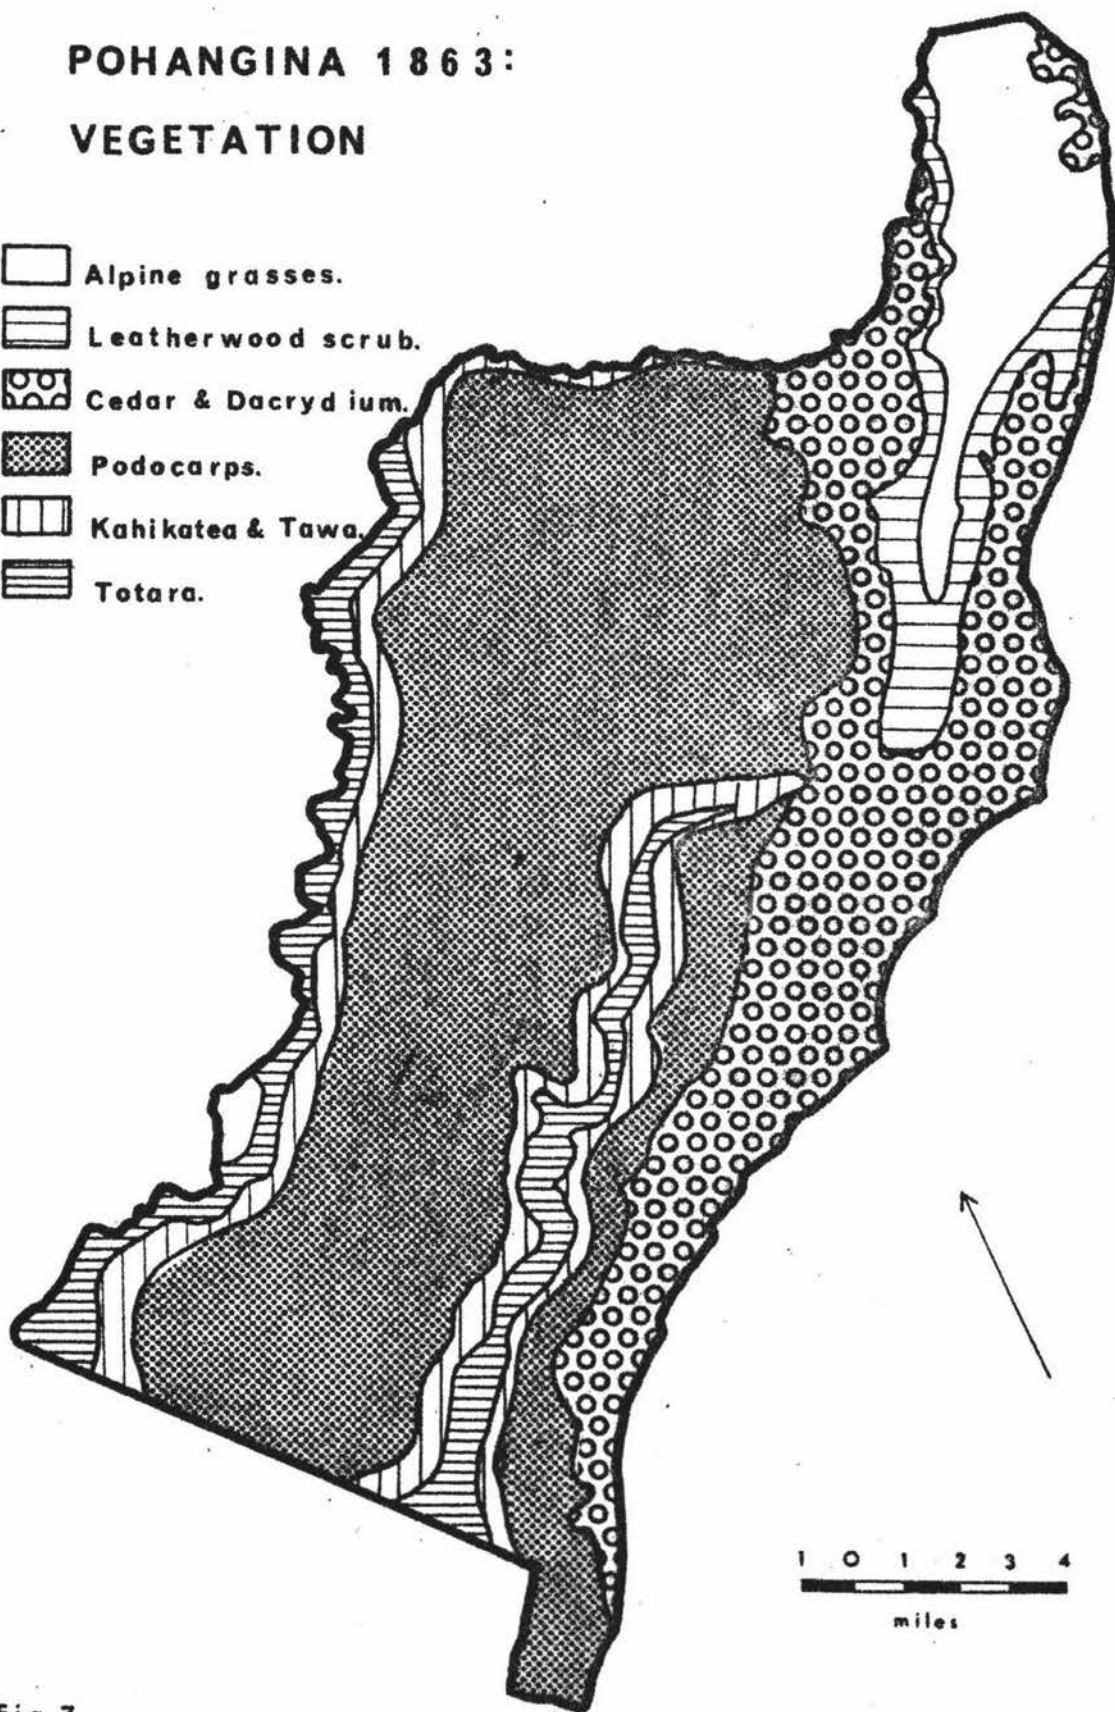 POHANGINA 1863:
VEGETATION
Alpine grasses.
Leatherwood scrub.
Cedar & Dacrydium.
Podocarps.
Kahikatea & Tawa.
Totara.
1 0 1 2 3 4
miles